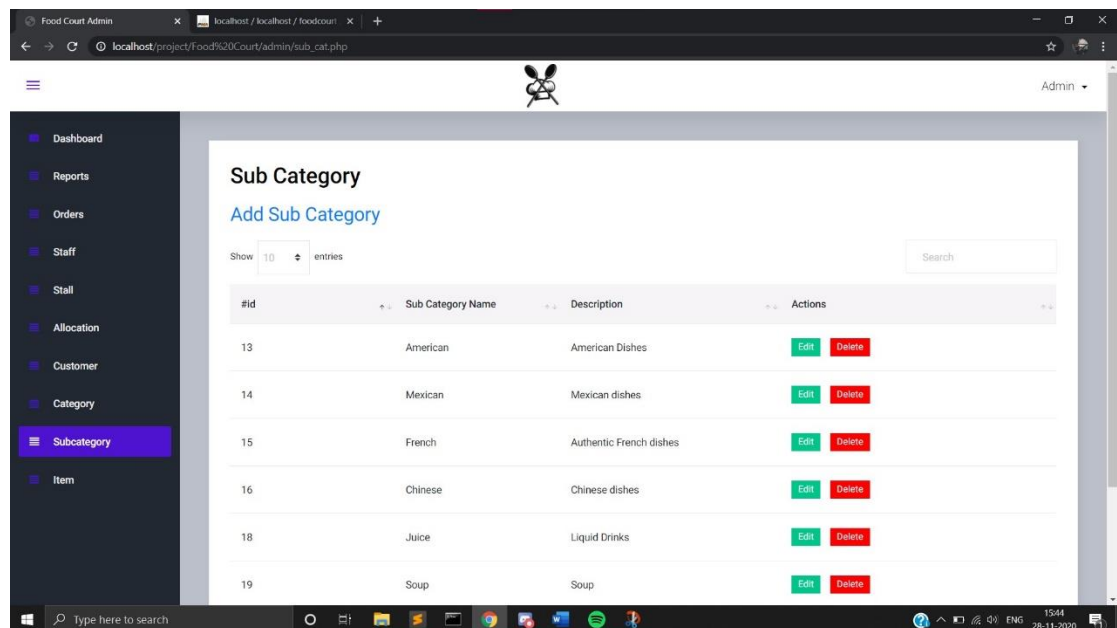 Food Court Admin
localhost / localhost / foodcourt
localhost/project/Food%20Court/admin/sub_cat.php
Admin
Dashboard
Reports
Orders
Staff
Stall
Allocation
Customer
Category
Subcategory
Item
Sub Category
Add Sub Category
Show 10 entries
Search
#id Sub Category Name Description Actions
13 American American Dishes Edit Delete
14 Mexican Mexican dishes Edit Delete
15 French Authentic French dishes Edit Delete
16 Chinese Chinese dishes Edit Delete
18 Juice Liquid Drinks Edit Delete
19 Soup Soup Edit Delete
Type here to search
ENG
15:44
28-11-2020